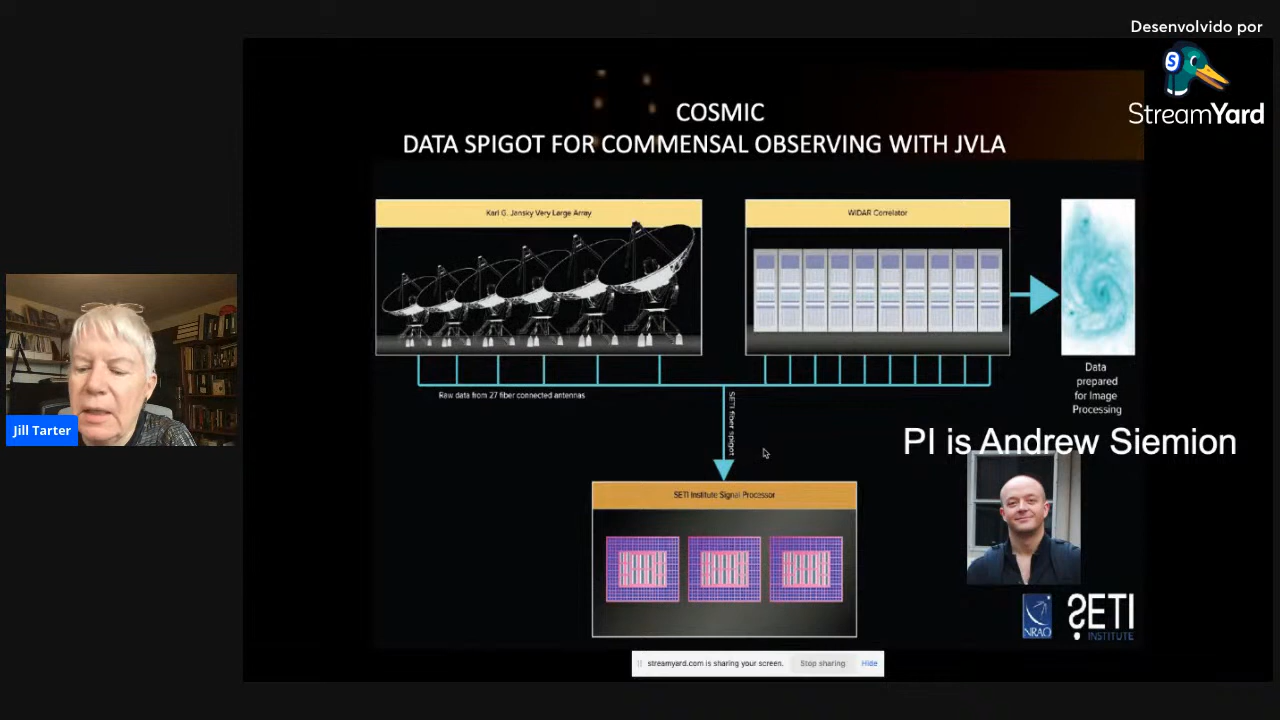 Desenvolvido por
StreamYard
COSMIC
DATA SPIGOT FOR COMMENSAL OBSERVING WITH JVLA
Karl G. Jansky Very Large Array
WIDAR Correlator
Raw data from 27 fiber connected antennas
SETI fiber spigot
Data
prepared
for Image
Processing
PI is Andrew Siemion
Jill Tarter
SETI Institute Signal Processor
NRAO
SETI
INSTITUTE
streamyard.com is sharing your screen.
Stop sharing
Hide